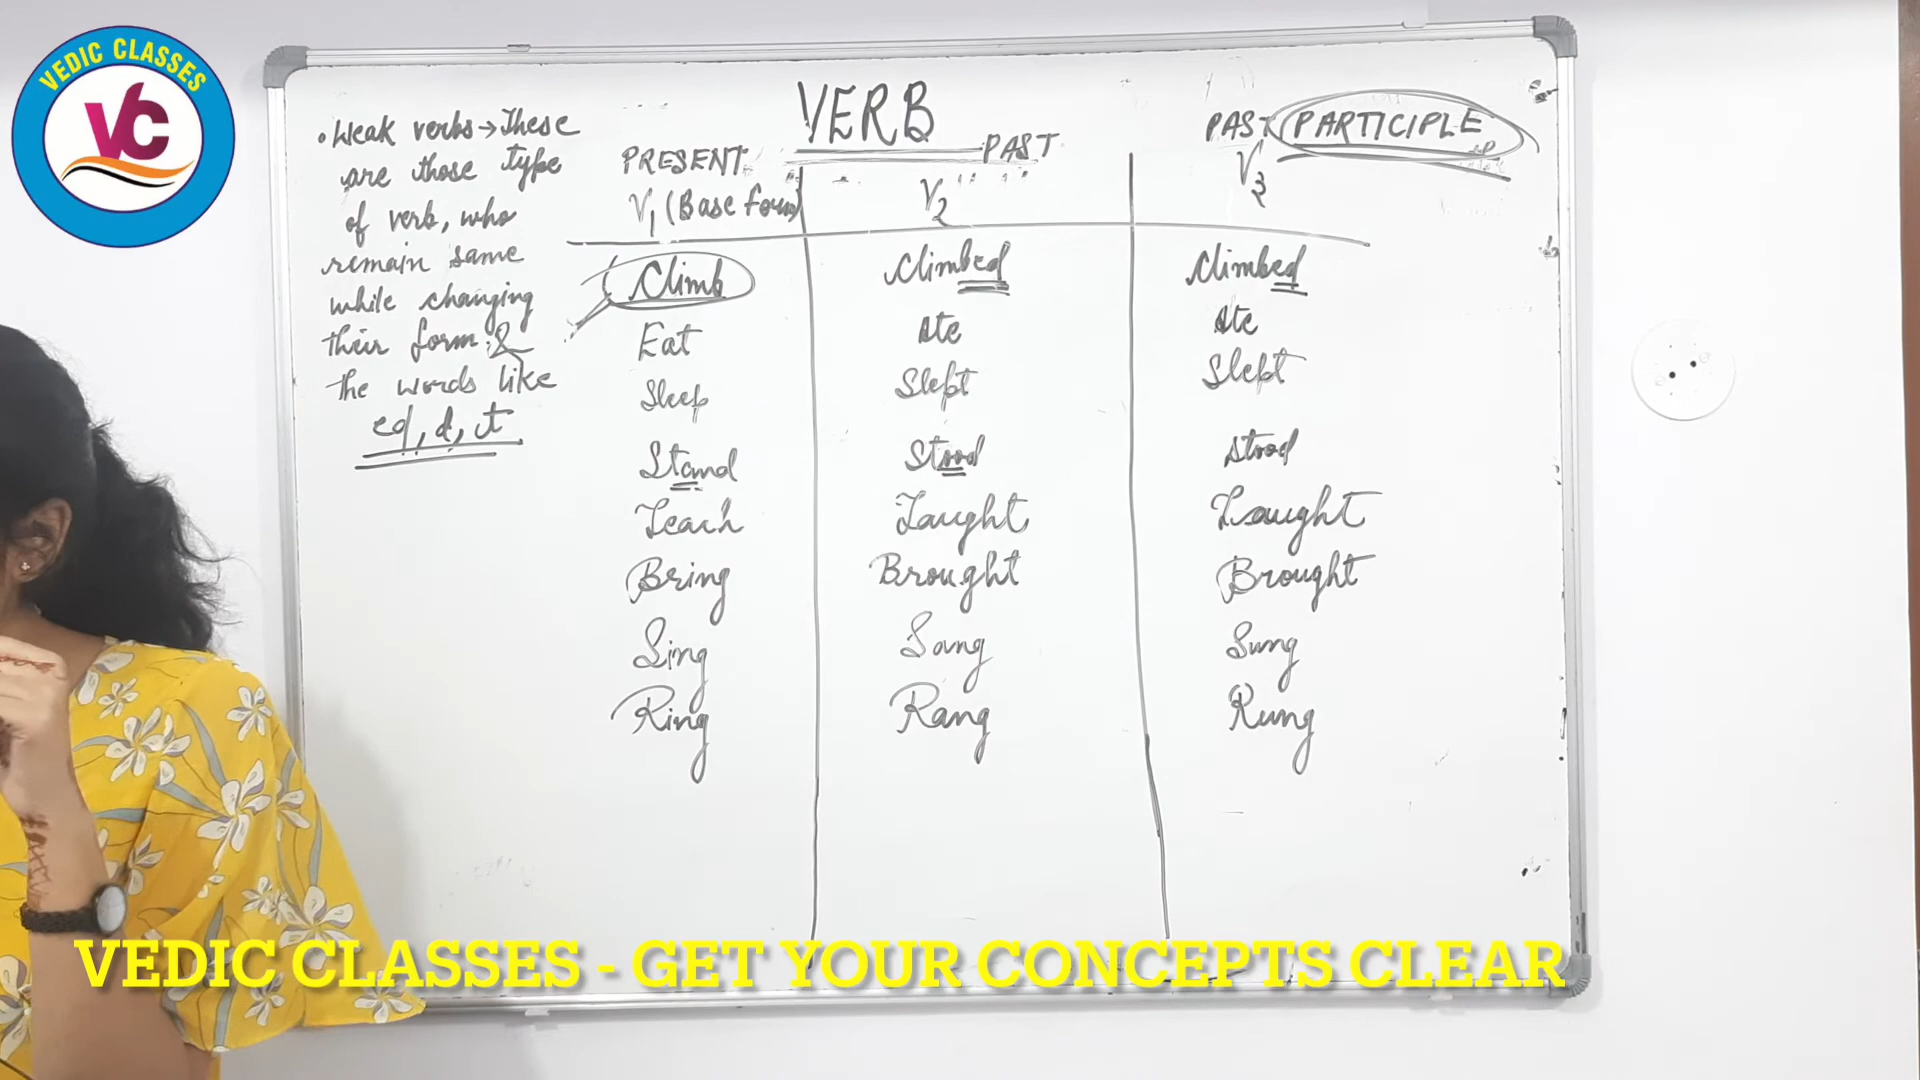 VEDIC CLASSES
VC
VERB
• Weak verbs → These
are those type
of verb, who
remain same
while changing
their form. &
the words like
ed, d, t
PRESENT PAST PAST PARTICIPLE
V1 (Base form) V2 V3
Climb Climbed Climbed
Eat Ate Ate
Sleep Slept Slept
Stand Stood Stood
Teach Taught Taught
Bring Brought Brought
Sing Sang Sung
Ring Rang Rung
VEDIC CLASSES - GET YOUR CONCEPTS CLEAR